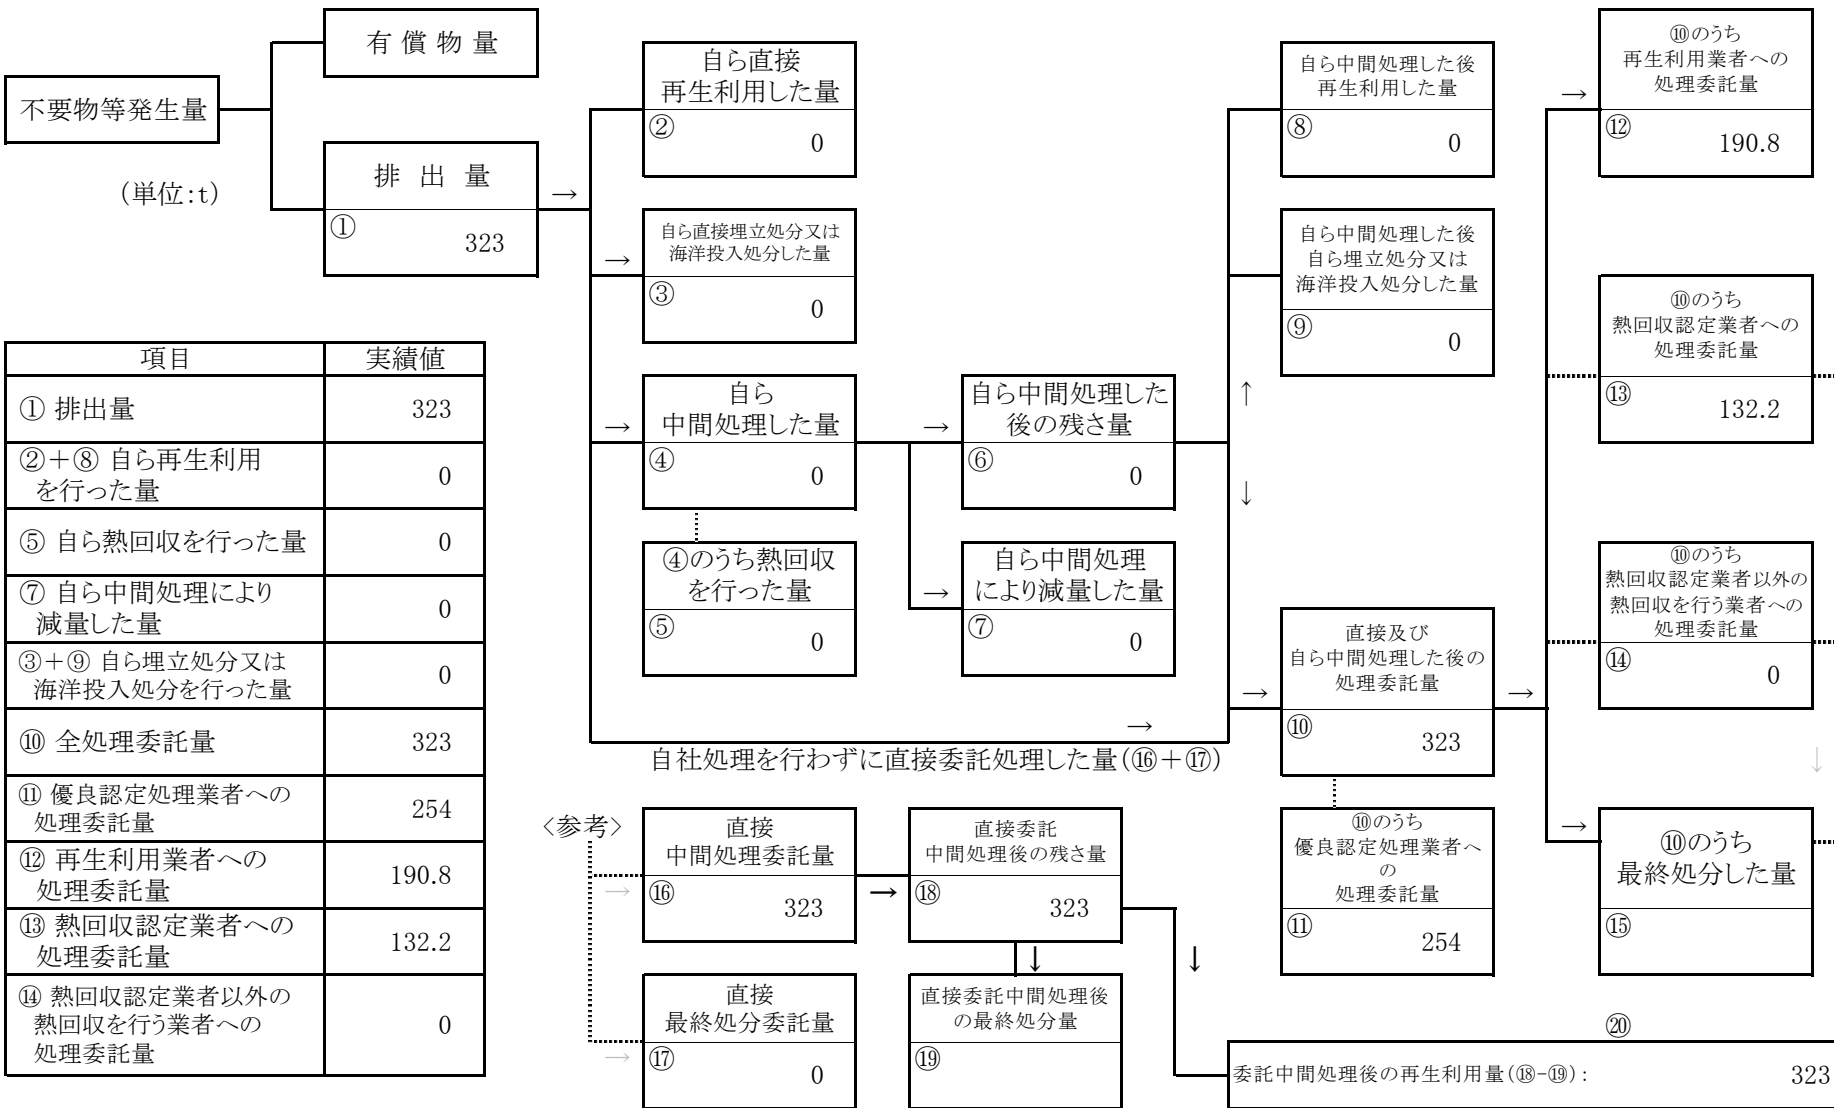 有 償 物 量
不要物等発生量
(単位:t)
排 出 量
①
323
→
自ら直接
再生利用した量
②
0
→
自ら直接埋立処分又は
海洋投入処分した量
③
0
→
自ら
中間処理した量
④
0
④のうち熱回収
を行った量
⑤
0
→
自ら中間処理した
後の残さ量
⑥
0
→
自ら中間処理
により減量した量
⑦
0
自ら中間処理した後
再生利用した量
⑧
0
自ら中間処理した後
自ら埋立処分又は
海洋投入処分した量
⑨
0
↑
↓
→
自社処理を行わずに直接委託処理した量(⑯+⑰)
→
直接及び
自ら中間処理した後の
処理委託量
⑩
323
→
⑩のうち
優良認定処理業者へ
の
処理委託量
⑪
254
→
⑩のうち
再生利用業者への
処理委託量
⑫
190.8
⑩のうち
熱回収認定業者への
処理委託量
⑬
132.2
⑩のうち
熱回収認定業者以外の
熱回収を行う業者への
処理委託量
⑭
0
↓
→
⑩のうち
最終処分した量
⑮
項目 実績値
① 排出量 323
②+⑧ 自ら再生利用
を行った量 0
⑤ 自ら熱回収を行った量 0
⑦ 自ら中間処理により
減量した量 0
③+⑨ 自ら埋立処分又は
海洋投入処分を行った量 0
⑩ 全処理委託量 323
⑪ 優良認定処理業者への
処理委託量 254
⑫ 再生利用業者への
処理委託量 190.8
⑬ 熱回収認定業者への
処理委託量 132.2
⑭ 熱回収認定業者以外の
熱回収を行う業者への
処理委託量 0
<参考>
→
直接
中間処理委託量
⑯
323
→
直接委託
中間処理後の残さ量
⑱
323
→
直接
最終処分委託量
⑰
0
↓
直接委託中間処理後
の最終処分量
⑲
↓
⑳
委託中間処理後の再生利用量(⑱-⑲): 323